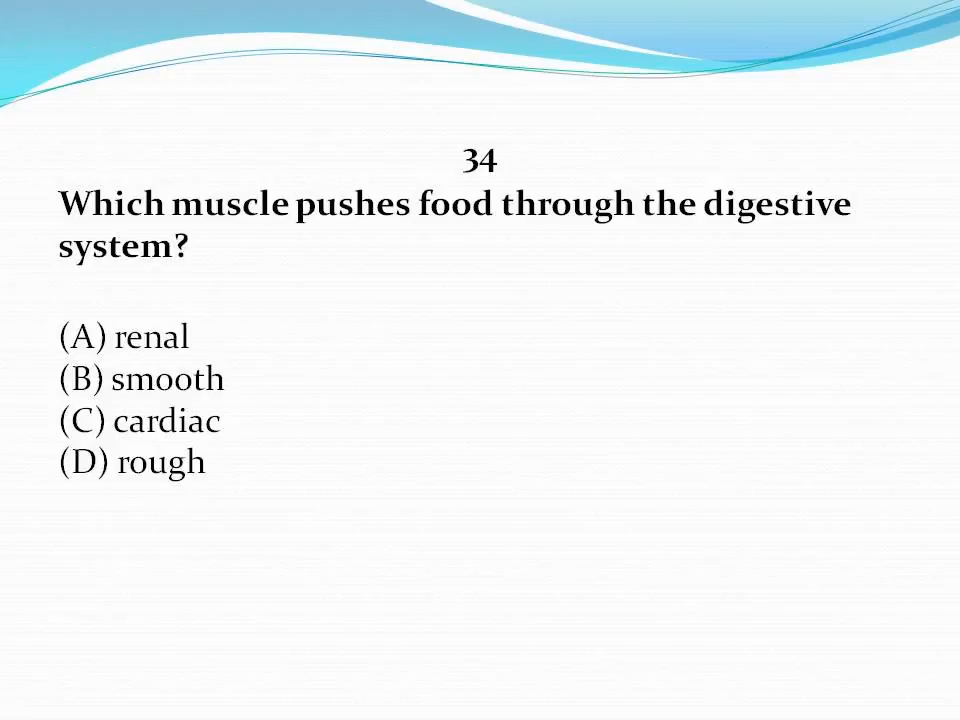 34
Which muscle pushes food through the digestive
system?
(A) renal
(B) smooth
(C) cardiac
(D) rough